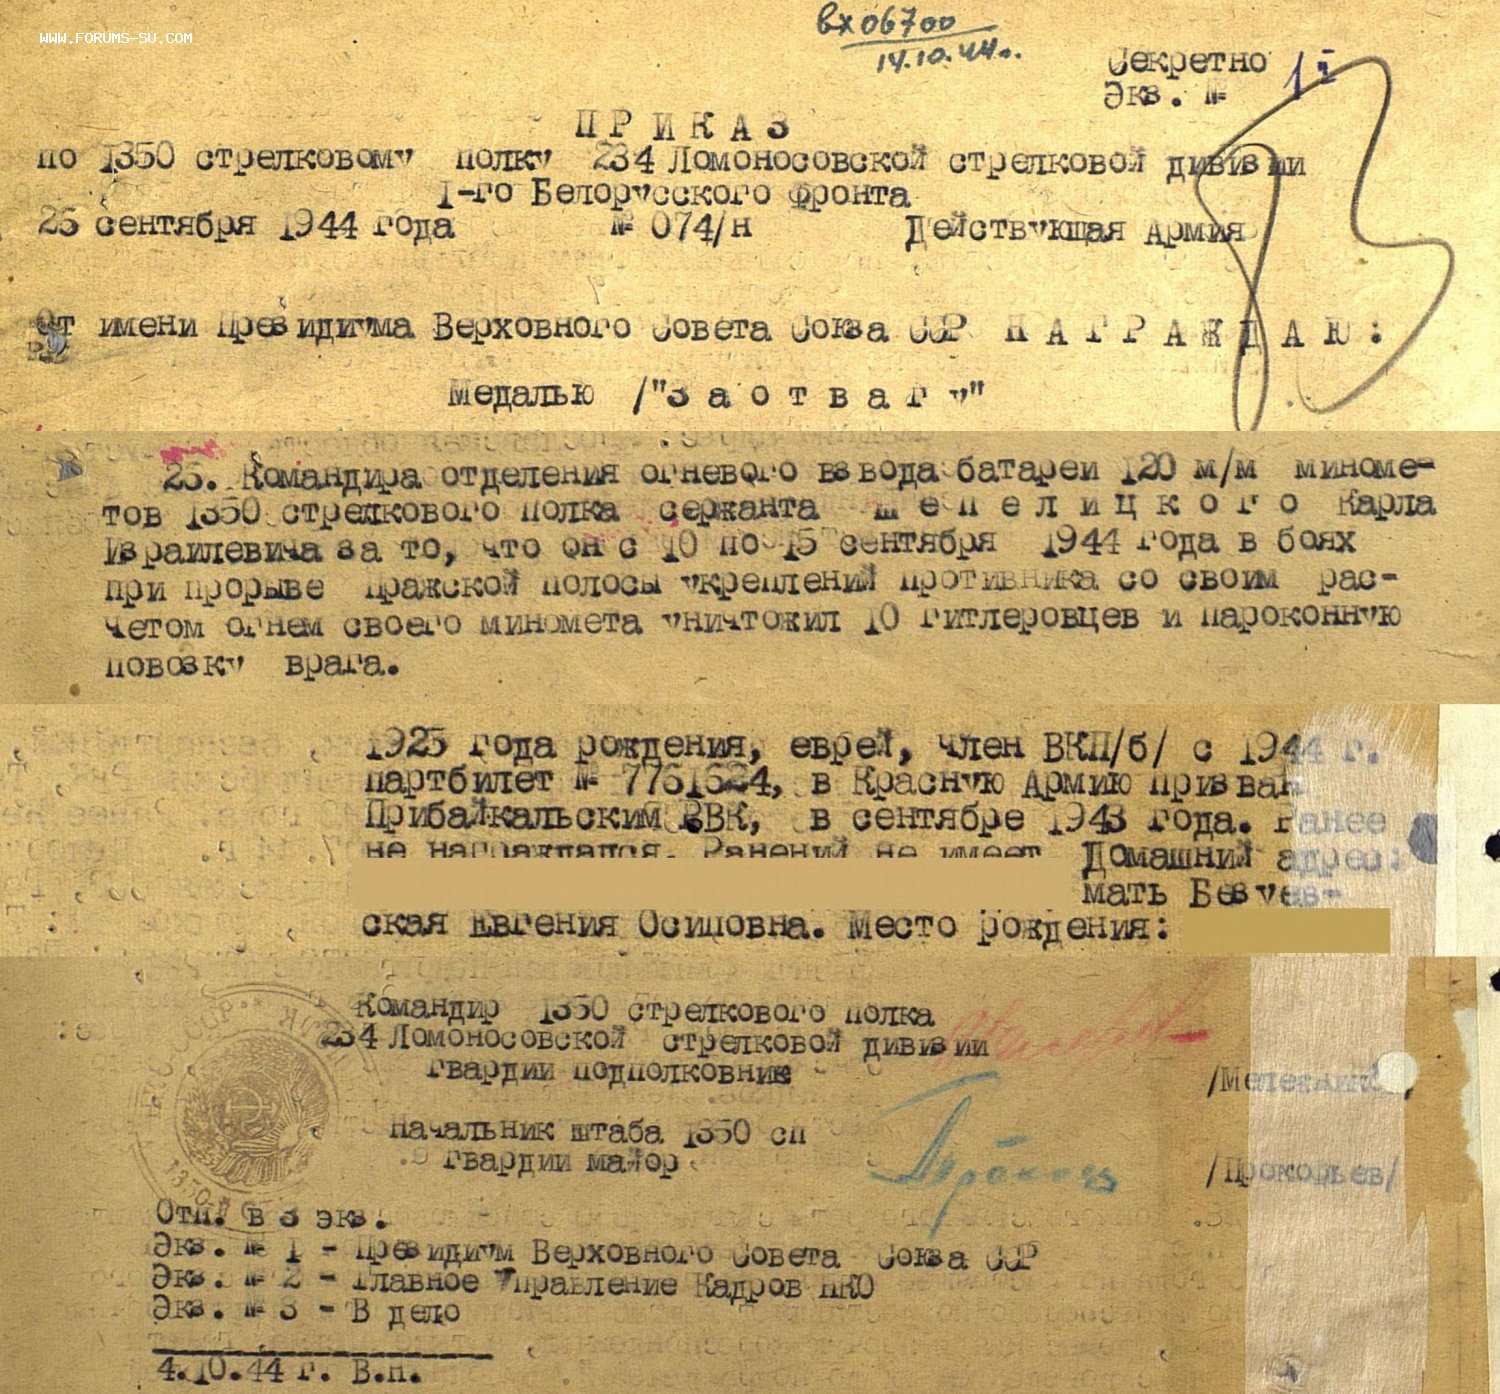 www.forums-su.com
вх 06700
14.10.44г.
Секретно
Экз. № 1
ПРИКАЗ
по 1350 стрелковому полку 234 Ломоносовской стрелковой дивизии
1-го Белорусского фронта
25 сентября 1944 года № 074/н Действующая Армия
От имени Президиума Верховного Совета Союза ССР НАГРАЖДАЮ:
Медалью /"За отвагу"
25. Командира отделения огневого взвода батареи 120 м/м миноме-
тов 1350 стрелкового полка сержанта Шепелицкого Карла
Израилевича за то, что он с 10 по 15 сентября 1944 года в боях
при прорыве Пражской полосы укреплений противника со своим рас-
четом огнем своего миномета уничтожил 10 гитлеровцев и пароконную
повозку врага.
1925 года рождения, еврей, член ВКП/б/ с 1944 г.
партбилет № 7761624, в Красную Армию призван
Прибайкальским РВК, в сентябре 1943 года. Ранее
не награждался. Ранений не имеет Домашний адрес:
мать Безуев-
ская Евгения Осиповна. Место рождения:
Командир 1350 стрелкового полка
234 Ломоносовской стрелковой дивизии
гвардии подполковник
Начальник штаба 1350 сп
гвардии майор
/Прокофьев/
Отп. в 3 экз.
Экз. № 1 - Президиум Верховного Совета Союза ССР
Экз. № 2 - Главное Управление Кадров НКО
Экз. № 3 - В дело
4.10.44 г. В.н.